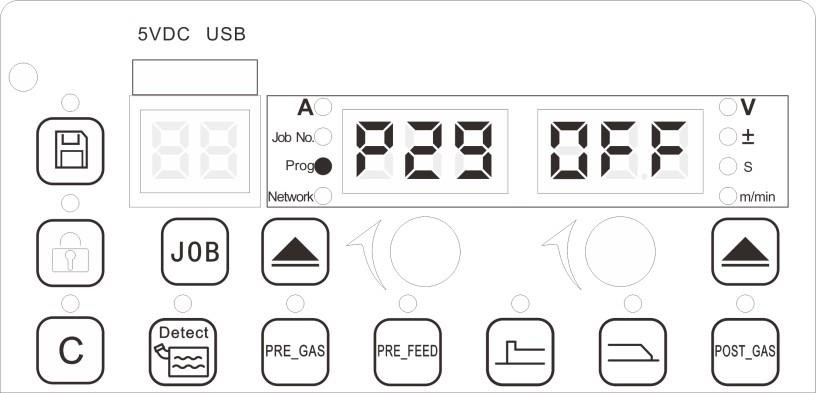 5VDC USB
A
V
Job No.
±
P29
OFF
Prog
S
Network
m/min
JOB
C
Detect
PRE_GAS
PRE_FEED
POST_GAS